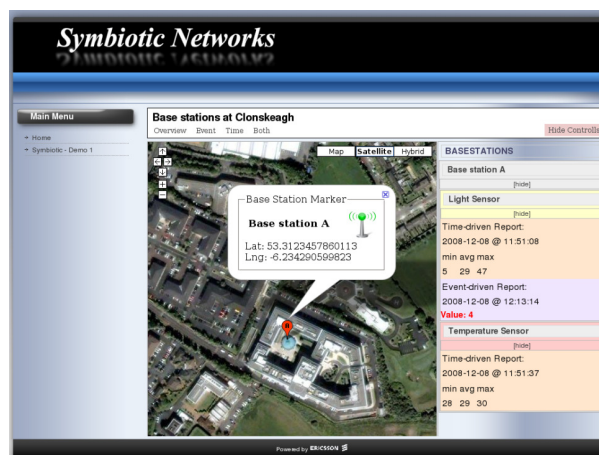 Symbiotic Networks
Main Menu
Home
Symbiotic - Demo 1
Base stations at Clonskeagh
Overview Event Time Both
Hide Controls
Map Satellite Hybrid
Base Station Marker
Base station A
Lat: 53.3123457860113
Lng: -6.234290599823
BASESTATIONS
Base station A
[hide]
Light Sensor
[hide]
Time-driven Report:
2008-12-08 @ 11:51:08
min avg max
5 29 47
Event-driven Report:
2008-12-08 @ 12:13:14
Value: 4
Temperature Sensor
[hide]
Time-driven Report:
2008-12-08 @ 11:51:37
min avg max
28 29 30
Powered by ERICSSON